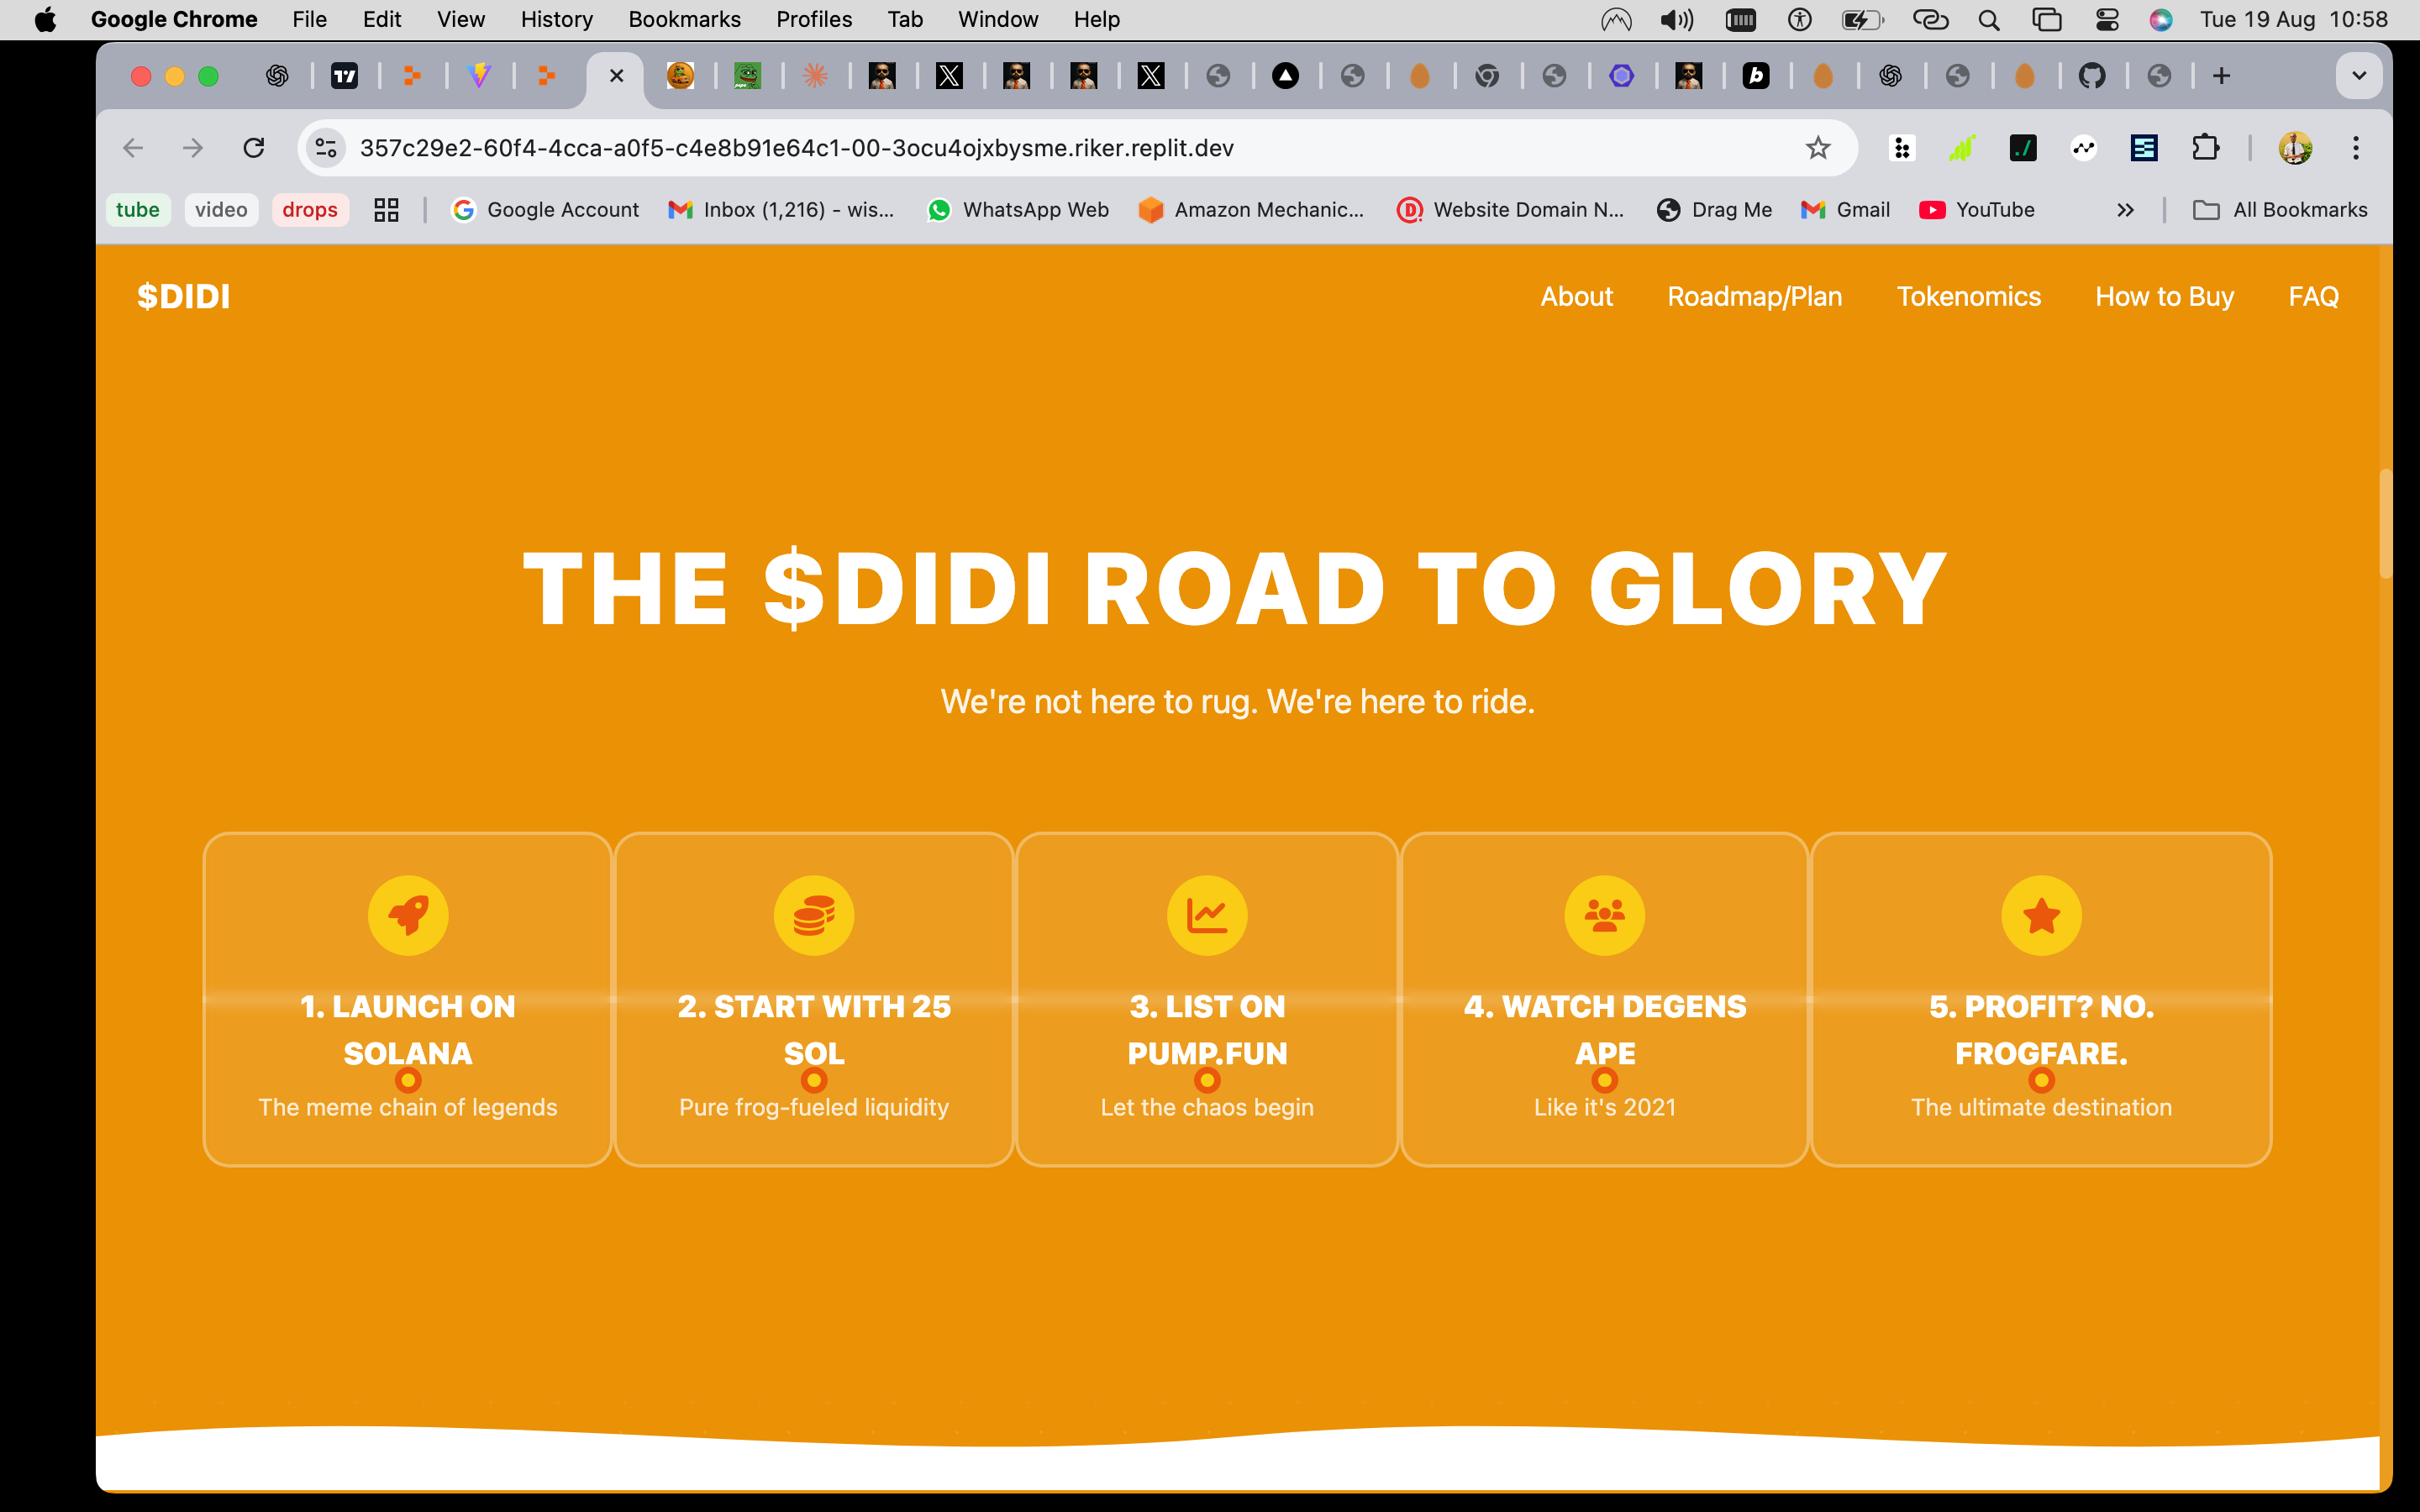 Google Chrome File Edit View History Bookmarks Profiles Tab Window Help Tue 19 Aug 10:58
357c29e2-60f4-4cca-a0f5-c4e8b91e64c1-00-3ocu4ojxbysme.riker.replit.dev
tube video drops Google Account Inbox (1,216) - wis... WhatsApp Web Amazon Mechanic... Website Domain N... Drag Me Gmail YouTube All Bookmarks
$DIDI About Roadmap/Plan Tokenomics How to Buy FAQ
THE $DIDI ROAD TO GLORY
We're not here to rug. We're here to ride.
1. LAUNCH ON
SOLANA
The meme chain of legends
2. START WITH 25
SOL
Pure frog-fueled liquidity
3. LIST ON
PUMP.FUN
Let the chaos begin
4. WATCH DEGENS
APE
Like it's 2021
5. PROFIT? NO.
FROGFARE.
The ultimate destination